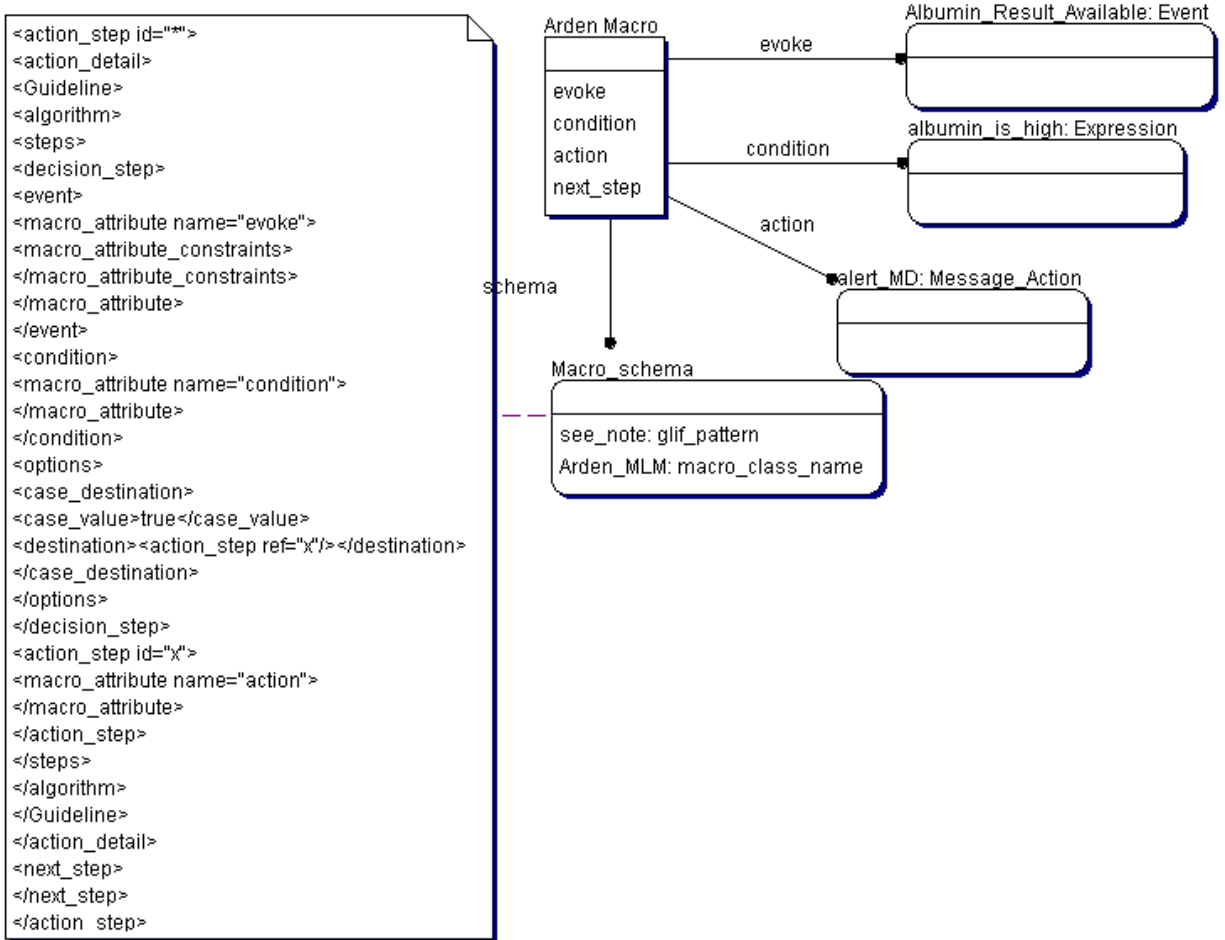 <action_step id="*">
<action_detail>
<Guideline>
<algorithm>
<steps>
<decision_step>
<event>
<macro_attribute name="evoke">
<macro_attribute_constraints>
</macro_attribute_constraints>
</macro_attribute>
</event>
<condition>
<macro_attribute name="condition">
</macro_attribute>
</condition>
<options>
<case_destination>
<case_value>true</case_value>
<destination><action_step ref="x"/></destination>
</case_destination>
</options>
</decision_step>
<action_step id="x">
<macro_attribute name="action">
</macro_attribute>
</action_step>
</steps>
</algorithm>
</Guideline>
</action_detail>
<next_step>
</next_step>
</action_step>
Arden Macro
evoke
condition
action
next_step
evoke
Albumin_Result_Available: Event
condition
albumin_is_high: Expression
action
alert_MD: Message_Action
schema
Macro_schema
see_note: glif_pattern
Arden_MLM: macro_class_name